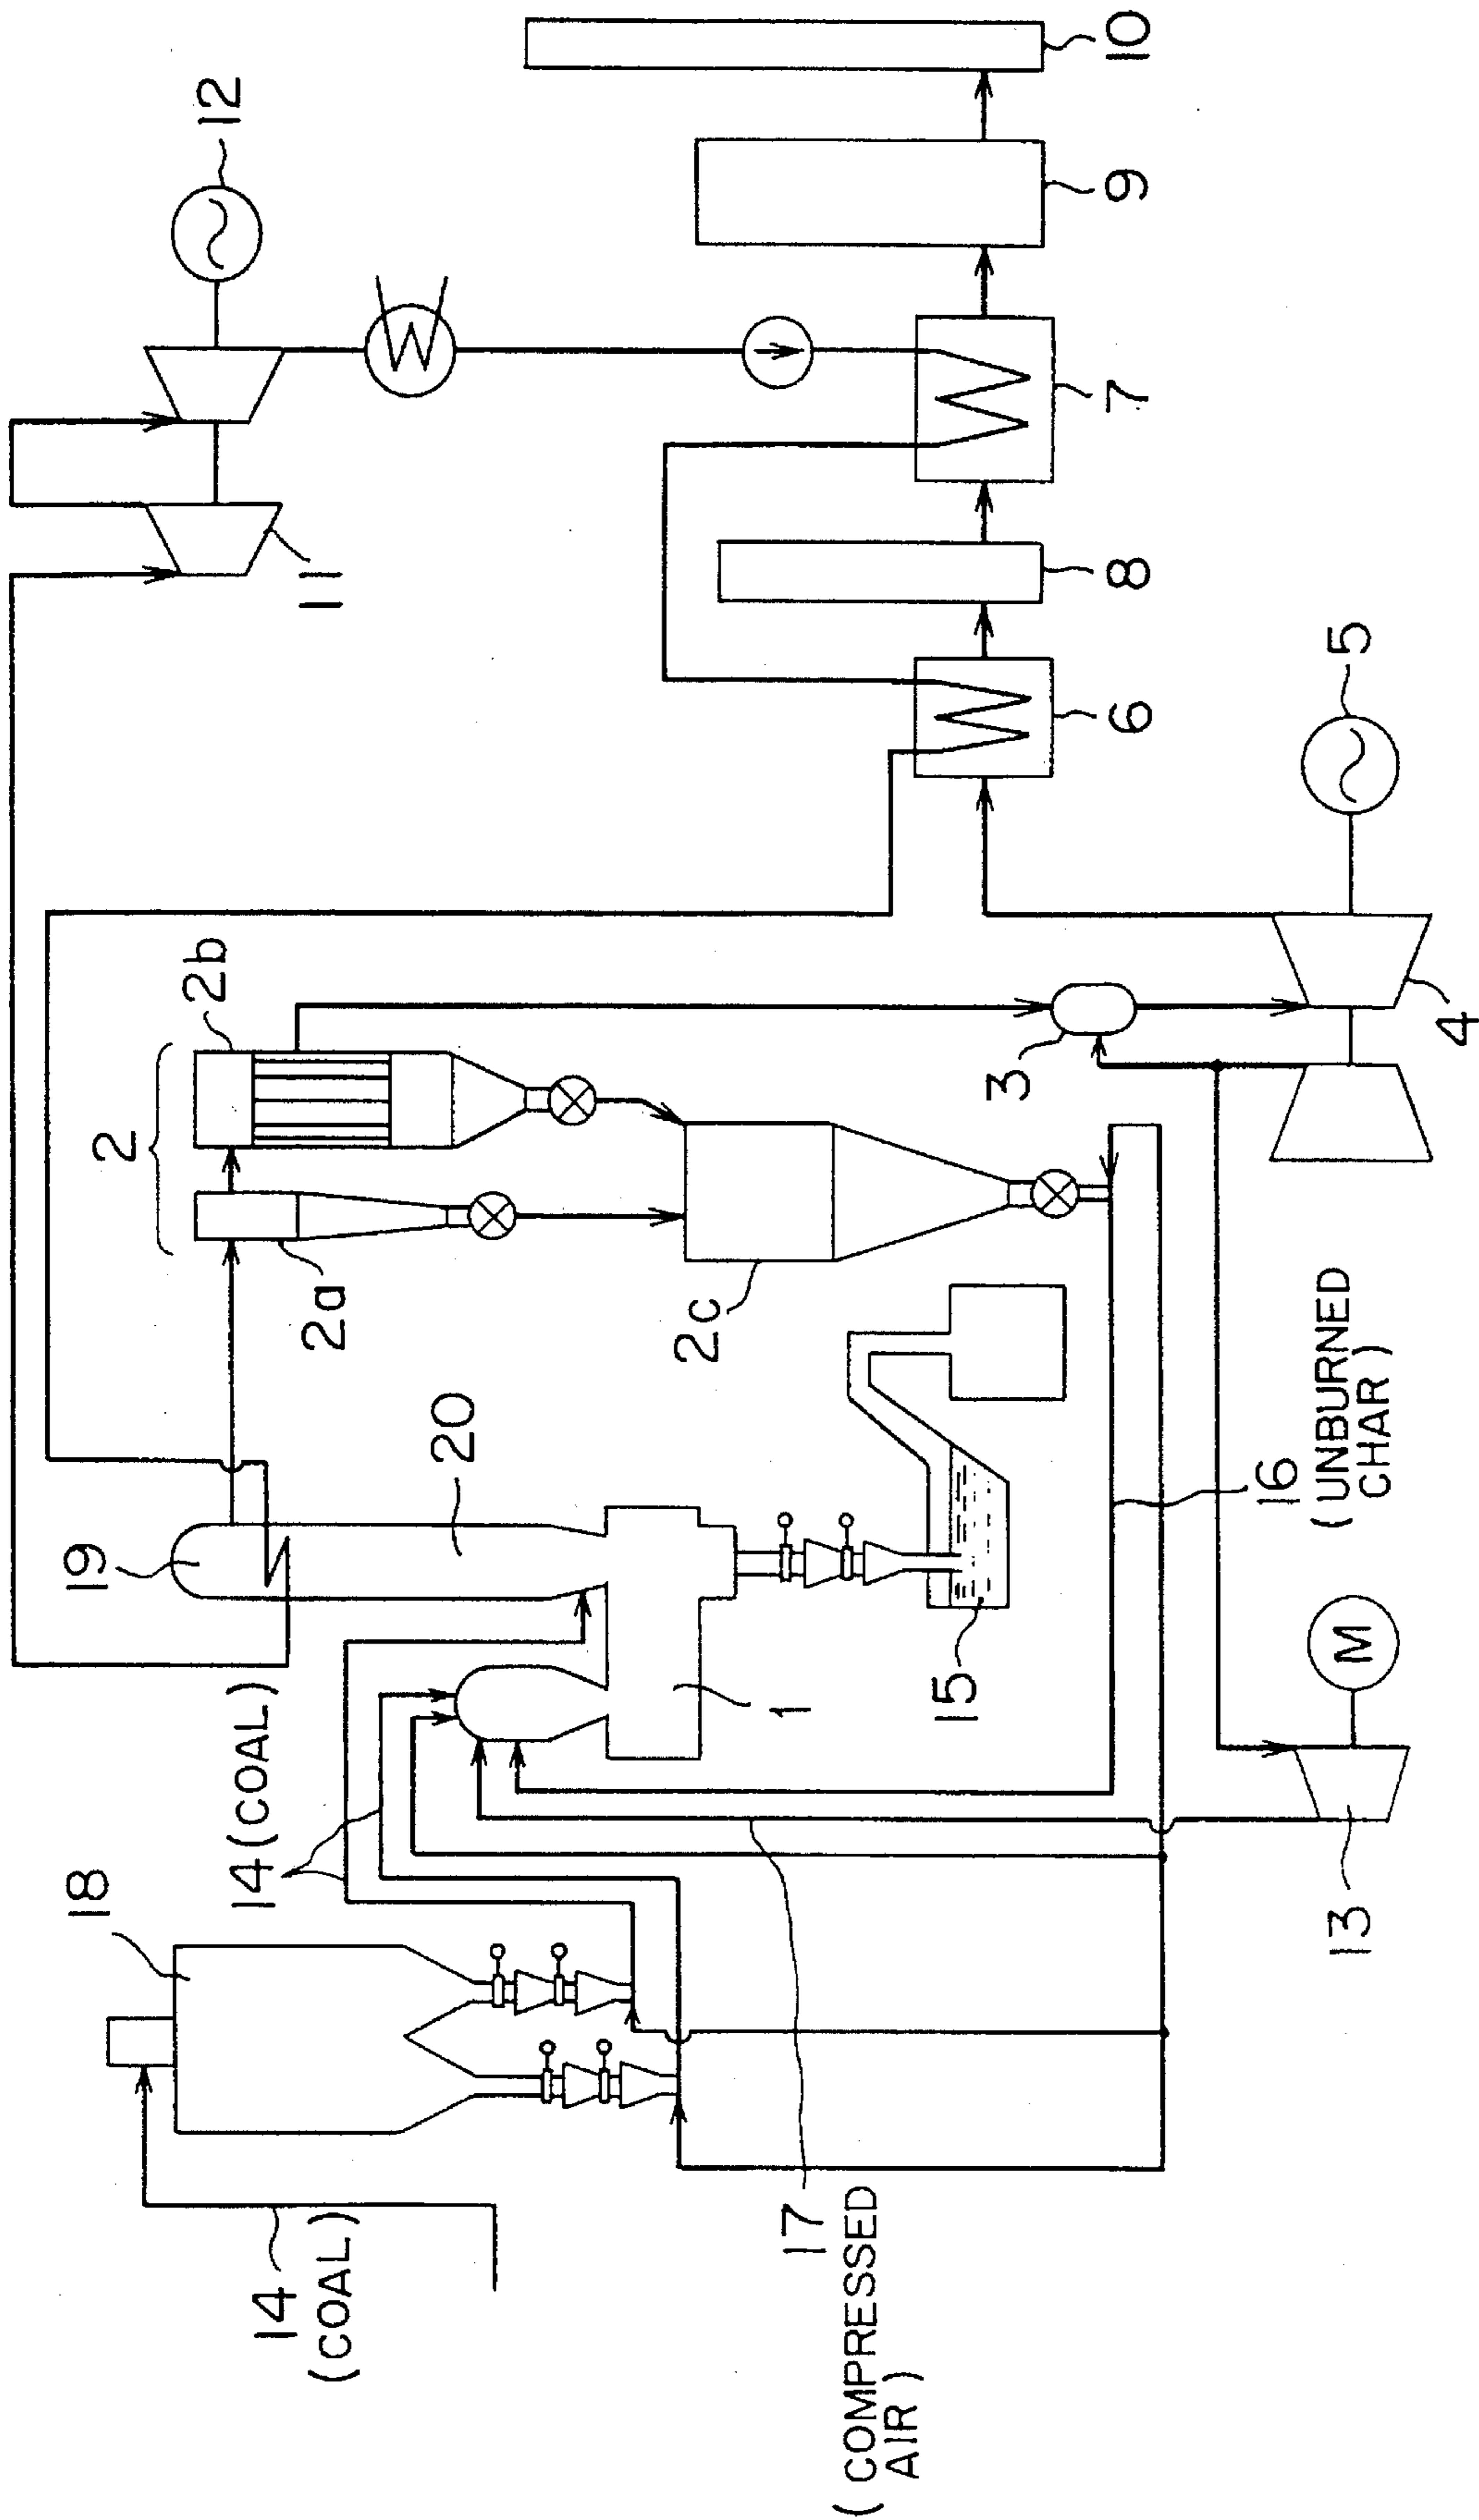 18
19
2
2b
12
14 (COAL)
14
(COAL)
2a
11
20
2c
1
17
(COMPRESSED
AIR)
15
3
6
8
7
9
10
16
(UNBURNED
CHAR)
13
M
5
4